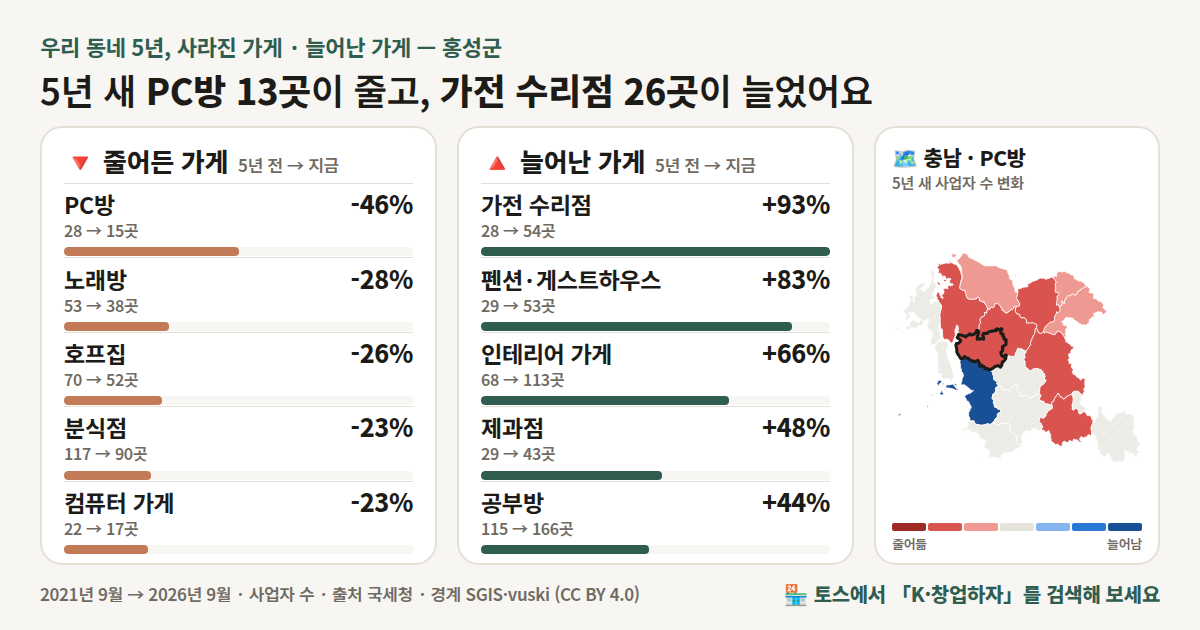 우리 동네 5년, 사라진 가게 · 늘어난 가게 — 홍성군
5년 새 PC방 13곳이 줄고, 가전 수리점 26곳이 늘었어요
🔻 줄어든 가게 5년 전 → 지금
PC방 -46%
28 → 15곳
노래방 -28%
53 → 38곳
호프집 -26%
70 → 52곳
분식점 -23%
117 → 90곳
컴퓨터 가게 -23%
22 → 17곳
🔺 늘어난 가게 5년 전 → 지금
가전 수리점 +93%
28 → 54곳
펜션·게스트하우스 +83%
29 → 53곳
인테리어 가게 +66%
68 → 113곳
제과점 +48%
29 → 43곳
공부방 +44%
115 → 166곳
🗺️ 충남 · PC방
5년 새 사업자 수 변화
줄어듦 늘어남
2021년 9월 → 2026년 9월 · 사업자 수 · 출처 국세청 · 경계 SGIS·vuski (CC BY 4.0)
🏪 토스에서 「K·창업하자」를 검색해 보세요